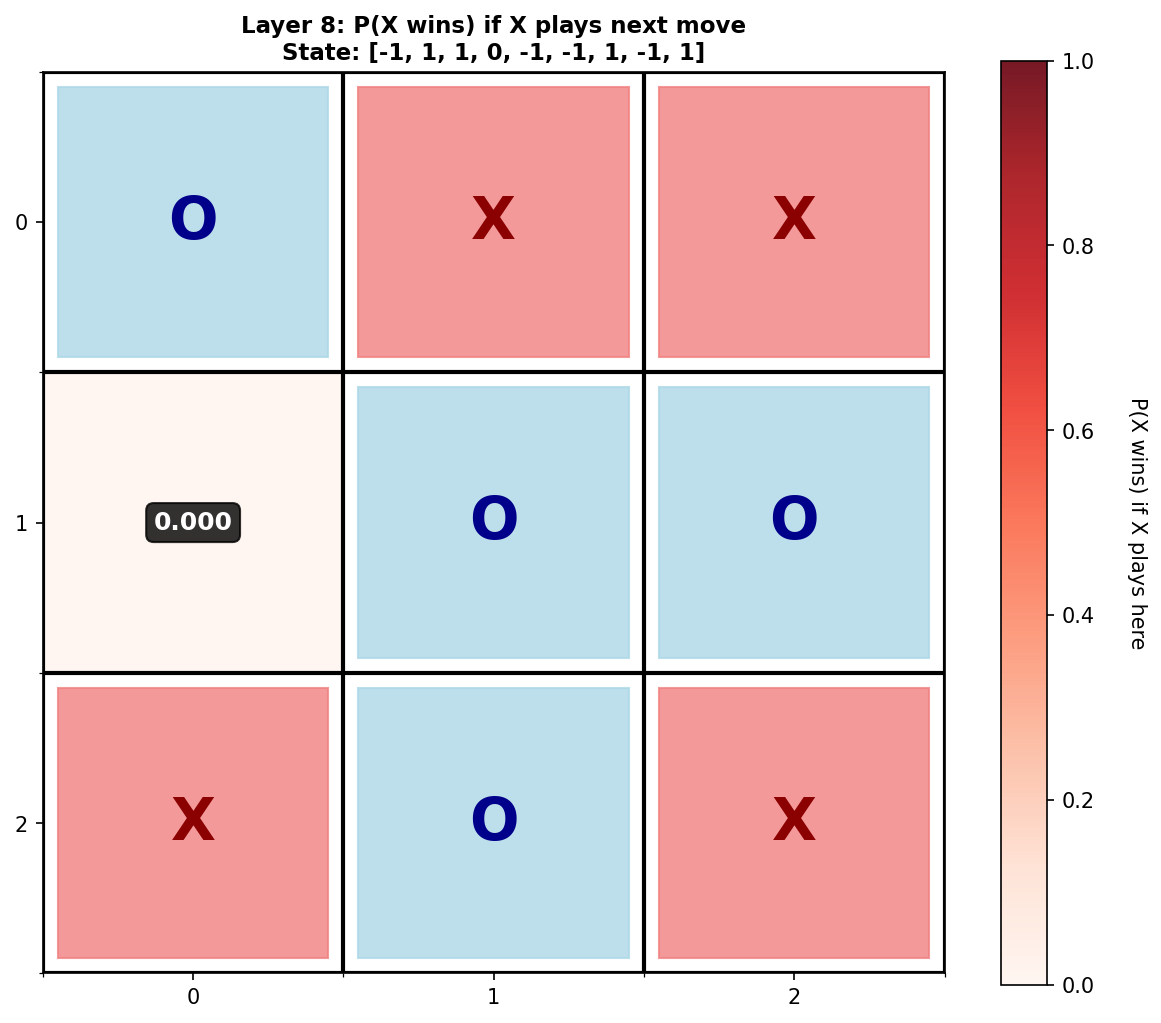 Layer 8: P(X wins) if X plays next move
State: [-1, 1, 1, 0, -1, -1, 1, -1, 1]
0
O
X
X
1
0.000
O
O
2
X
O
X
0
1
2
1.0
0.8
0.6
0.4
0.2
0.0
P(X wins) if X plays here